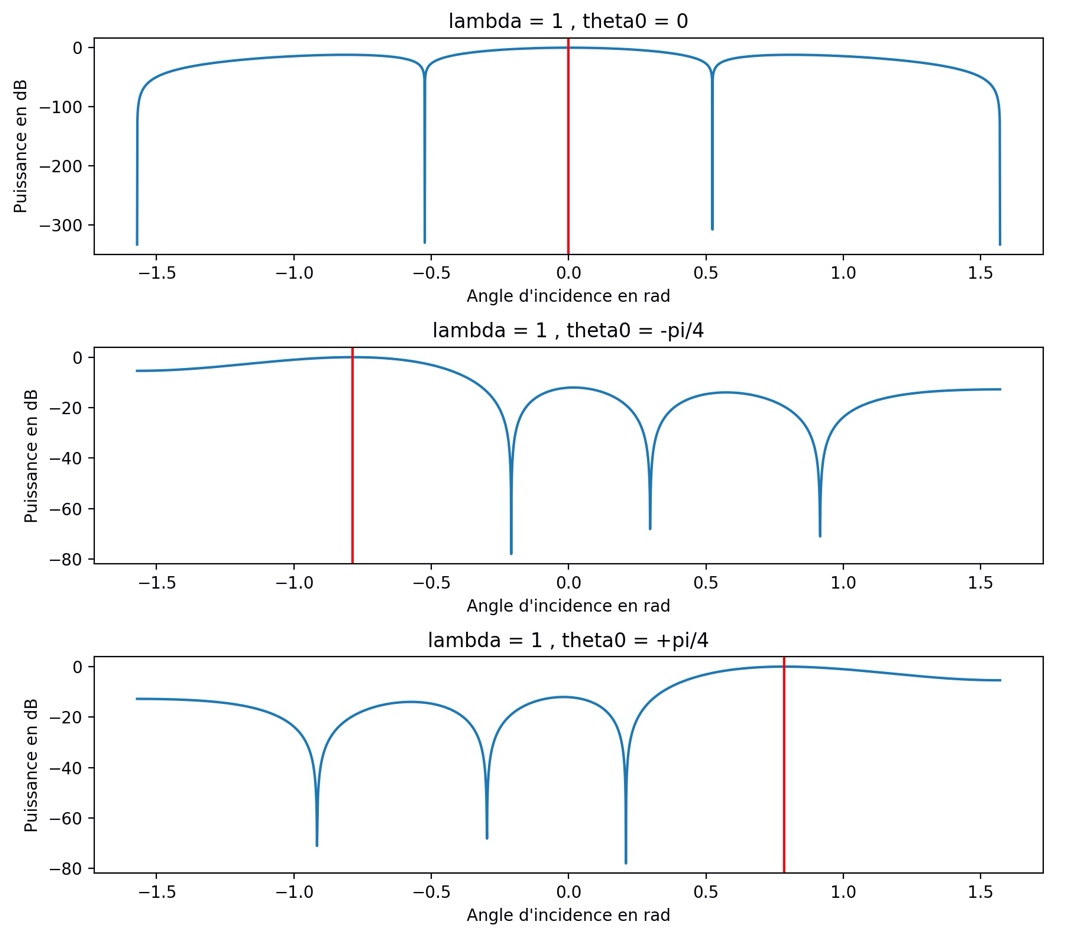 lambda = 1 , theta0 = 0
Puissance en dB
0
−100
−200
−300
−1.5 −1.0 −0.5 0.0 0.5 1.0 1.5
Angle d'incidence en rad
lambda = 1 , theta0 = -pi/4
Puissance en dB
0
−20
−40
−60
−80
−1.5 −1.0 −0.5 0.0 0.5 1.0 1.5
Angle d'incidence en rad
lambda = 1 , theta0 = +pi/4
Puissance en dB
0
−20
−40
−60
−80
−1.5 −1.0 −0.5 0.0 0.5 1.0 1.5
Angle d'incidence en rad